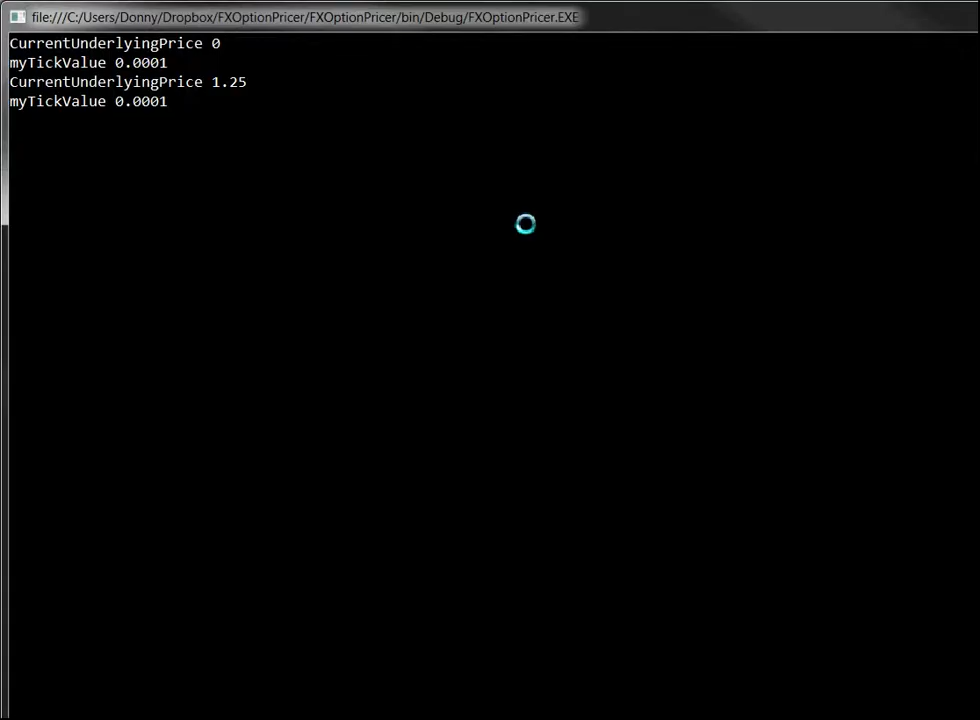 file:///C:/Users/Donny/Dropbox/FXOptionPricer/FXOptionPricer/bin/Debug/FXOptionPricer.EXE
CurrentUnderlyingPrice 0
myTickValue 0.0001
CurrentUnderlyingPrice 1.25
myTickValue 0.0001